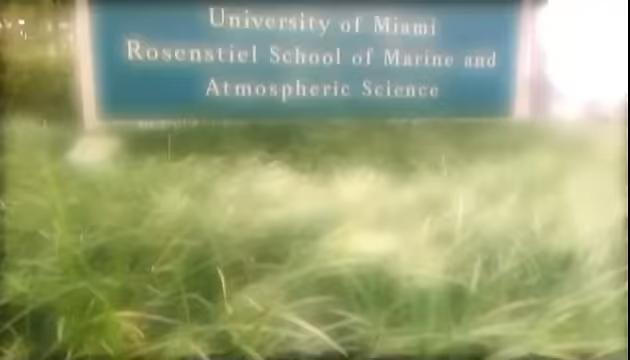 University of Miami
Rosenstiel School of Marine and
Atmospheric Science